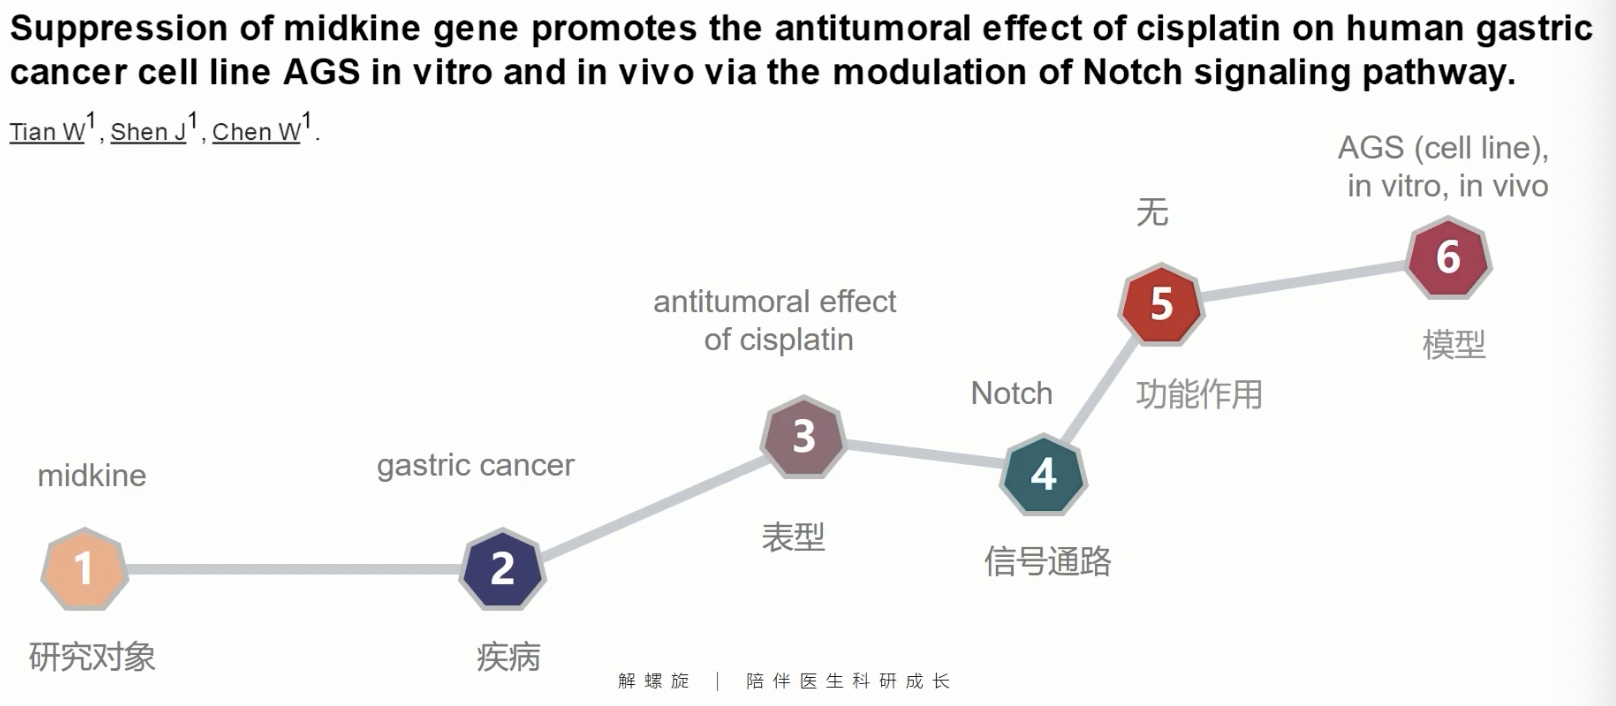 Suppression of midkine gene promotes the antitumoral effect of cisplatin on human gastric
cancer cell line AGS in vitro and in vivo via the modulation of Notch signaling pathway.
Tian W1, Shen J1, Chen W1.
midkine
1
研究对象
gastric cancer
2
疾病
antitumoral effect
of cisplatin
3
表型
Notch
4
信号通路
无
5
功能作用
AGS (cell line),
in vitro, in vivo
6
模型
解螺旋 | 陪伴医生科研成长